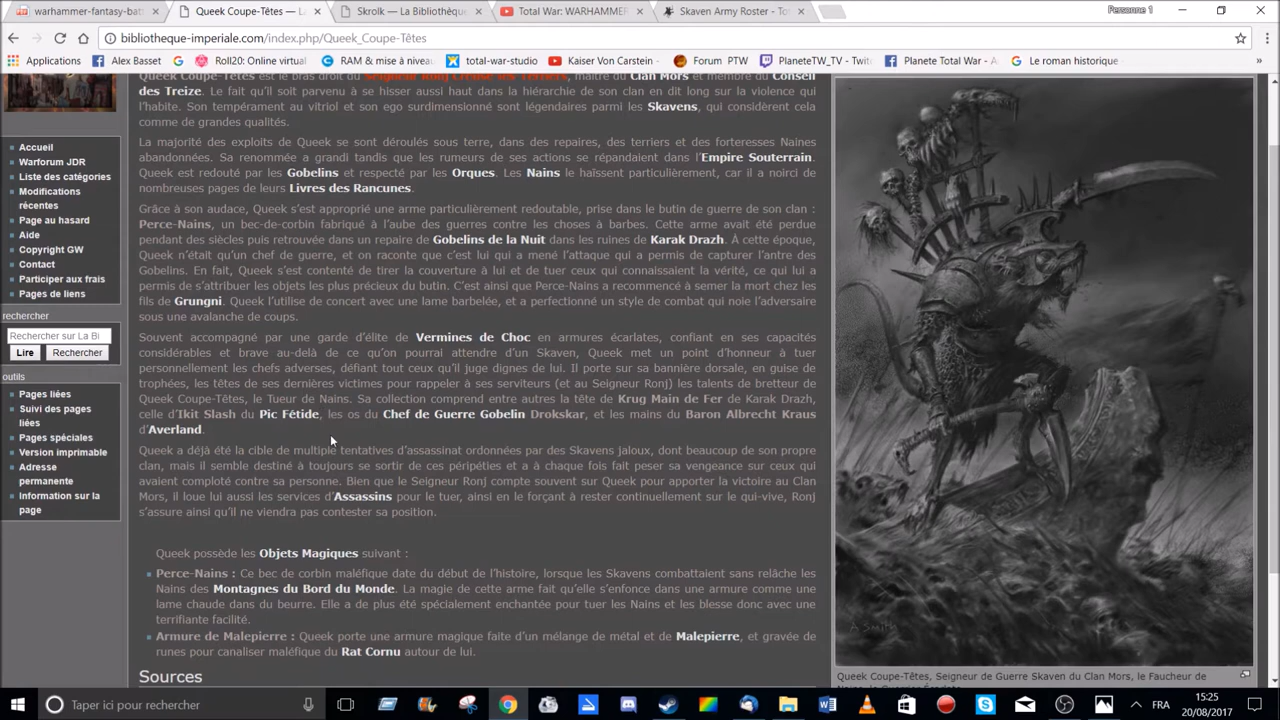 warhammer-fantasy-batt
Queek Coupe-Têtes — La
Skrolk — La Bibliothèque
Total War: WARHAMMER
Skaven Army Roster - Tot
Personne 1
bibliotheque-imperiale.com/index.php/Queek_Coupe-Têtes
Applications
Alex Basset
Roll20: Online virtual
RAM & mise à niveau
total-war-studio
Kaiser Von Carstein -
Forum PTW
PlaneteTW_TV - Twit
Planete Total War - A
Le roman historique
»
Queek Coupe-Têtes est le bras droit du Seigneur Ronj Creuse les Terriers, maître du Clan Mors et membre du Conseil
des Treize. Le fait qu'il soit parvenu à se hisser aussi haut dans la hiérarchie de son clan en dit long sur la violence qui
l'habite. Son tempérament au vitriol et son ego surdimensionné sont légendaires parmi les Skavens, qui considèrent cela
comme de grandes qualités.
La majorité des exploits de Queek se sont déroulés sous terre, dans des repaires, des terriers et des forteresses Naines
abandonnées. Sa renommée a grandi tandis que les rumeurs de ses actions se répandaient dans l'Empire Souterrain.
Queek est redouté par les Gobelins et respecté par les Orques. Les Nains le haïssent particulièrement, car il a noirci de
nombreuses pages de leurs Livres des Rancunes.
Grâce à son audace, Queek s'est approprié une arme particulièrement redoutable, prise dans le butin de guerre de son clan :
Perce-Nains, un bec-de-corbin fabriqué à l'aube des guerres contre les choses à barbes. Cette arme avait été perdue
pendant des siècles puis retrouvée dans un repaire de Gobelins de la Nuit dans les ruines de Karak Drazh. À cette époque,
Queek n'était qu'un chef de guerre, et on raconte que c'est lui qui a mené l'attaque qui a permis de capturer l'antre des
Gobelins. En fait, Queek s'est contenté de tirer la couverture à lui et de tuer ceux qui connaissaient la vérité, ce qui lui a
permis de s'attribuer les objets les plus précieux du butin. C'est ainsi que Perce-Nains a recommencé à semer la mort chez les
fils de Grungni. Queek l'utilise de concert avec une lame barbelée, et a perfectionné un style de combat qui noie l'adversaire
sous une avalanche de coups.
Souvent accompagné par une garde d'élite de Vermines de Choc en armures écarlates, confiant en ses capacités
considérables et brave au-delà de ce qu'on pourrai attendre d'un Skaven, Queek met un point d'honneur à tuer
personnellement les chefs adverses, défiant tout ceux qu'il juge dignes de lui. Il porte sur sa bannière dorsale, en guise de
trophées, les têtes de ses dernières victimes pour rappeler à ses serviteurs (et au Seigneur Ronj) les talents de bretteur de
Queek Coupe-Têtes, le Tueur de Nains. Sa collection comprend entre autres la tête de Krug Main de Fer de Karak Drazh,
celle d'Ikit Slash du Pic Fétide, les os du Chef de Guerre Gobelin Drokskar, et les mains du Baron Albrecht Kraus
d'Averland.
Queek a déjà été la cible de multiple tentatives d'assassinat ordonnées par des Skavens jaloux, dont beaucoup de son propre
clan, mais il semble destiné à toujours se sortir de ces péripéties et a à chaque fois fait peser sa vengeance sur ceux qui
avaient comploté contre sa personne. Bien que le Seigneur Ronj compte souvent sur Queek pour apporter la victoire au Clan
Mors, il loue lui aussi les services d'Assassins pour le tuer, ainsi en le forçant à rester continuellement sur le qui-vive, Ronj
s'assure ainsi qu'il ne viendra pas contester sa position.
Queek possède les Objets Magiques suivant :
Perce-Nains : Ce bec de corbin maléfique date du début de l'histoire, lorsque les Skavens combattaient sans relâche les
Nains des Montagnes du Bord du Monde. La magie de cette arme fait qu'elle s'enfonce dans une armure comme une
lame chaude dans du beurre. Elle a de plus été spécialement enchantée pour tuer les Nains et les blesse donc avec une
terrifiante facilité.
Armure de Malepierre : Queek porte une armure magique faite d'un mélange de métal et de Malepierre, et gravée de
runes pour canaliser maléfique du Rat Cornu autour de lui.
Sources
Accueil
Warforum JDR
Liste des catégories
Modifications
récentes
Page au hasard
Aide
Copyright GW
Contact
Participer aux frais
Pages de liens
rechercher
Rechercher sur La Bi
Lire
Rechercher
outils
Pages liées
Suivi des pages
liées
Pages spéciales
Version imprimable
Adresse
permanente
Information sur la
page
A Smith
Queek Coupe-Têtes, Seigneur de Guerre Skaven du Clan Mors, le Faucheur de
Taper ici pour rechercher
FRA
15:25
20/08/2017